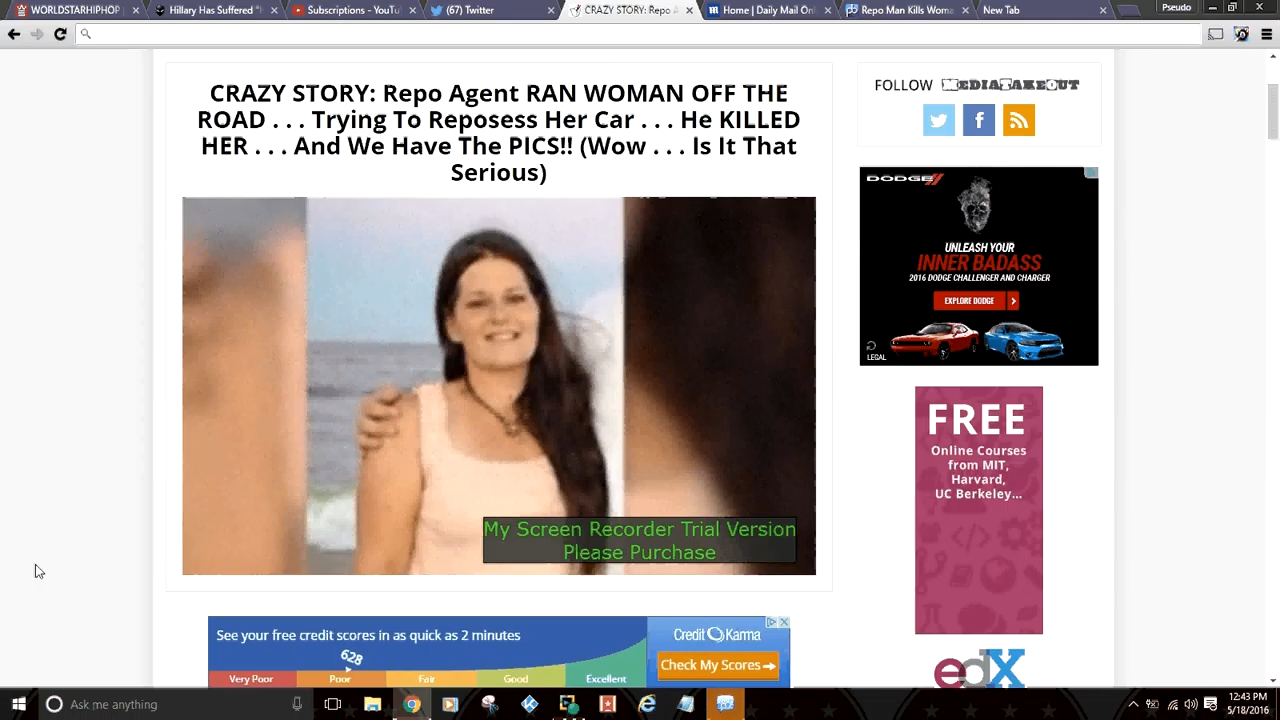 WORLDSTARHIPHOP
Hillary Has Suffered "
Subscriptions - YouTub
(67) Twitter
CRAZY STORY: Repo A
Home | Daily Mail Onl
Repo Man Kills Woma
New Tab
Pseudo
CRAZY STORY: Repo Agent RAN WOMAN OFF THE
ROAD . . . Trying To Reposess Her Car . . . He KILLED
HER . . . And We Have The PICS!! (Wow . . . Is It That
Serious)
FOLLOW MEDIATAKEOUT
DODGE
UNLEASH YOUR
INNER BADASS
2016 DODGE CHALLENGER AND CHARGER
EXPLORE DODGE
LEGAL
FREE
Online Courses
from MIT,
Harvard,
UC Berkeley...
edX
My Screen Recorder Trial Version
Please Purchase
See your free credit scores in as quick as 2 minutes
628
Very Poor
Poor
Fair
Good
Excellent
Credit Karma
Check My Scores
Ask me anything
12:43 PM
5/18/2016